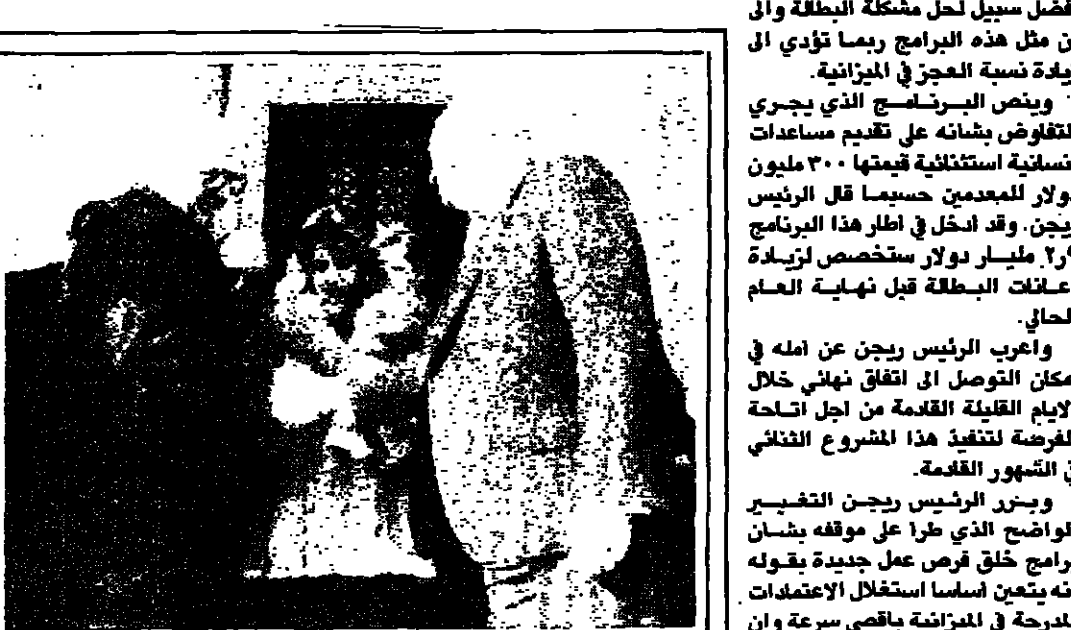 فضل سبيل لحل مشكلة البطالة والى
ن مثل هذه البرامج ربما تؤدي الى
زيادة نسبة العجز في الميزانية.
وينص البرنامج الذي يجري
لتفاوض بشانه على تقديم مساعدات
نسانية استثنائية قيمتها ٣٠٠ مليون
دولار للمعدمين حسبما قال الرئيس
يجن. وقد ادخل في اطار هذا البرنامج
ر٢ مليار دولار ستخصص لزيادة
عانات البطالة قبل نهاية العام
لحالي.
واعرب الرئيس ريجن عن امله في
مكان التوصل الى اتفاق نهائي خلال
لايام القليلة القادمة من اجل اتاحة
لفرصة لتنفيذ هذا المشروع الثنائي
ي الشهور القادمة.
وبرر الرئيس ريجن التغيير
لواضح الذي طرا على موقفه بشان
برامج خلق فرص عمل جديدة بقوله
نه يتعين اساسا استغلال الاعتمادات
لمدرجة في الميزانية باقصى سرعة وان